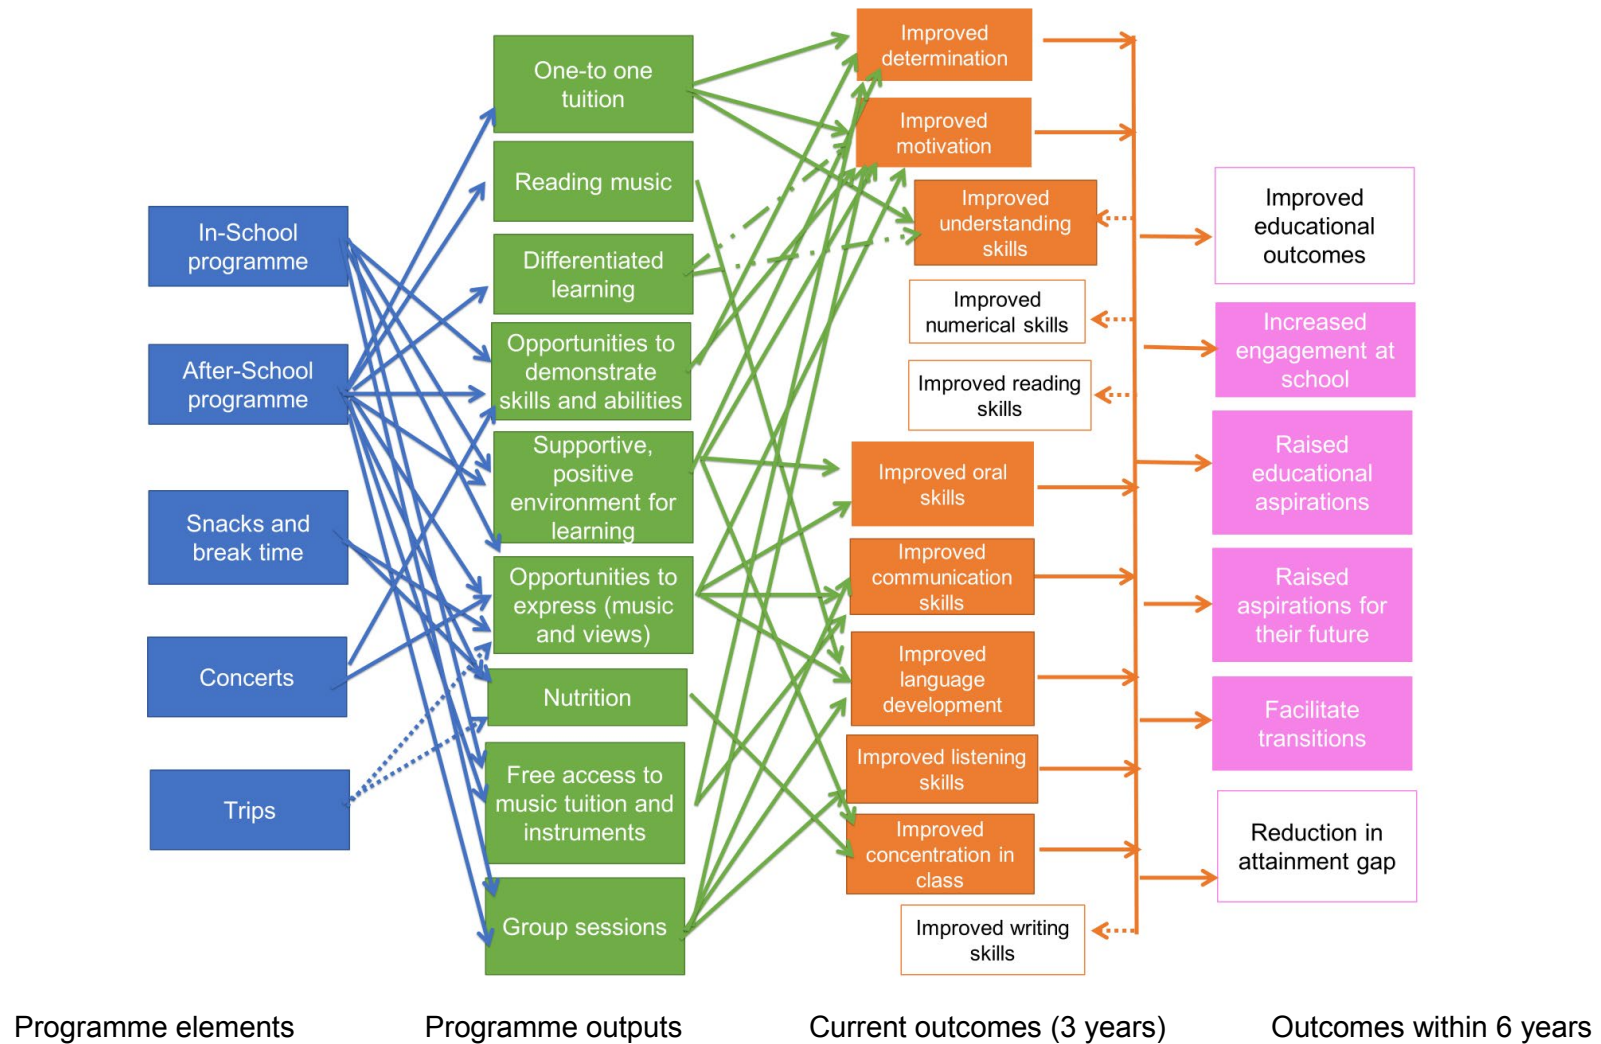 In-School
programme
After-School
programme
Snacks and
break time
Concerts
Trips
One-to one
tuition
Reading music
Differentiated
learning
Opportunities to
demonstrate
skills and abilities
Supportive,
positive
environment for
learning
Opportunities to
express (music
and views)
Nutrition
Free access to
music tuition and
instruments
Group sessions
Improved
determination
Improved
motivation
Improved
understanding
skills
Improved
numerical skills
Improved reading
skills
Improved oral
skills
Improved
communication
skills
Improved
language
development
Improved listening
skills
Improved
concentration in
class
Improved writing
skills
Improved
educational
outcomes
Increased
engagement at
school
Raised
educational
aspirations
Raised
aspirations for
their future
Facilitate
transitions
Reduction in
attainment gap
Programme elements
Programme outputs
Current outcomes (3 years)
Outcomes within 6 years